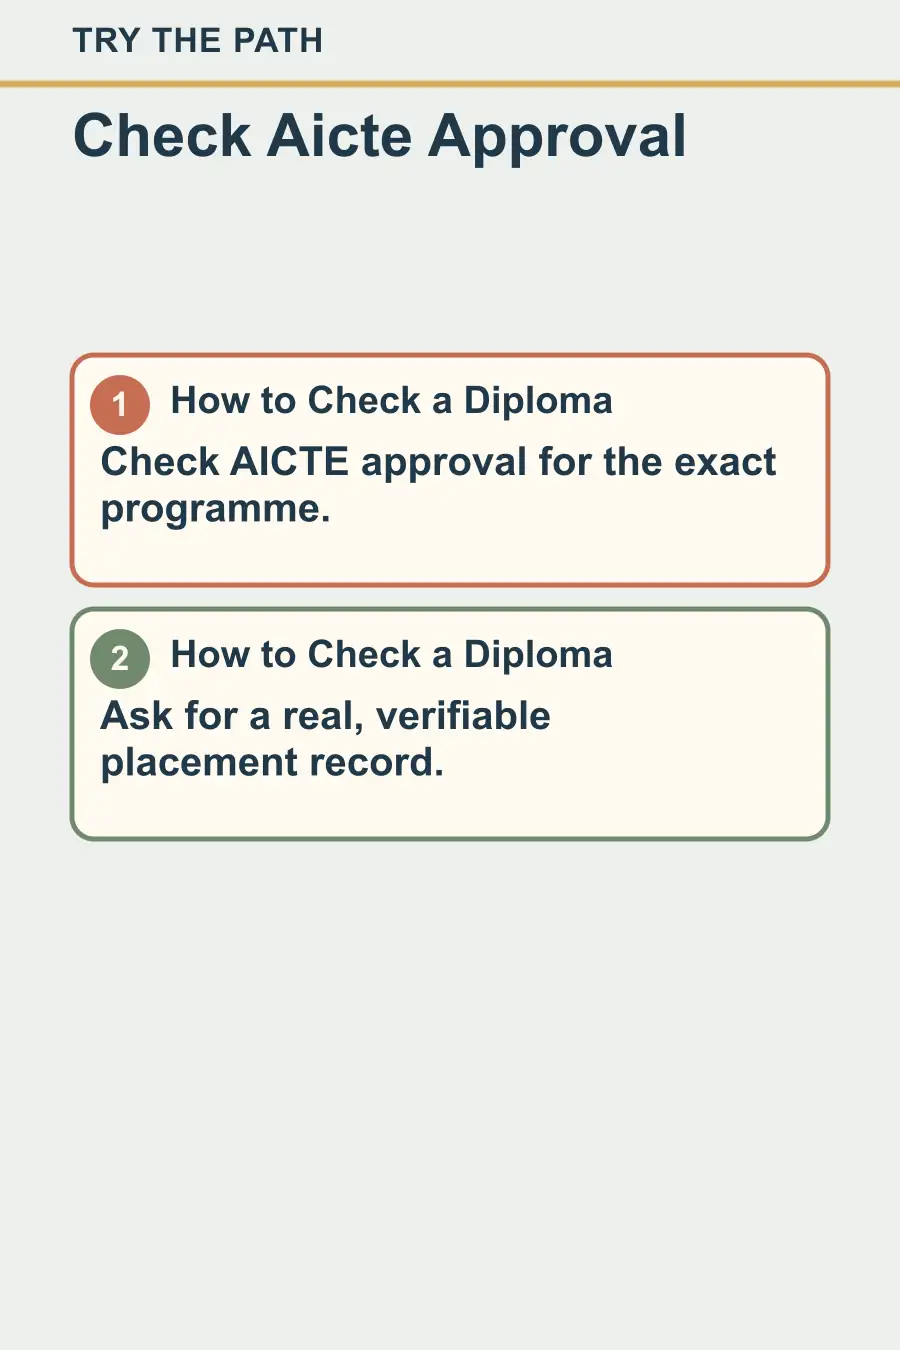 TRY THE PATH
Check Aicte Approval
1 How to Check a Diploma
Check AICTE approval for the exact
programme.
2 How to Check a Diploma
Ask for a real, verifiable
placement record.